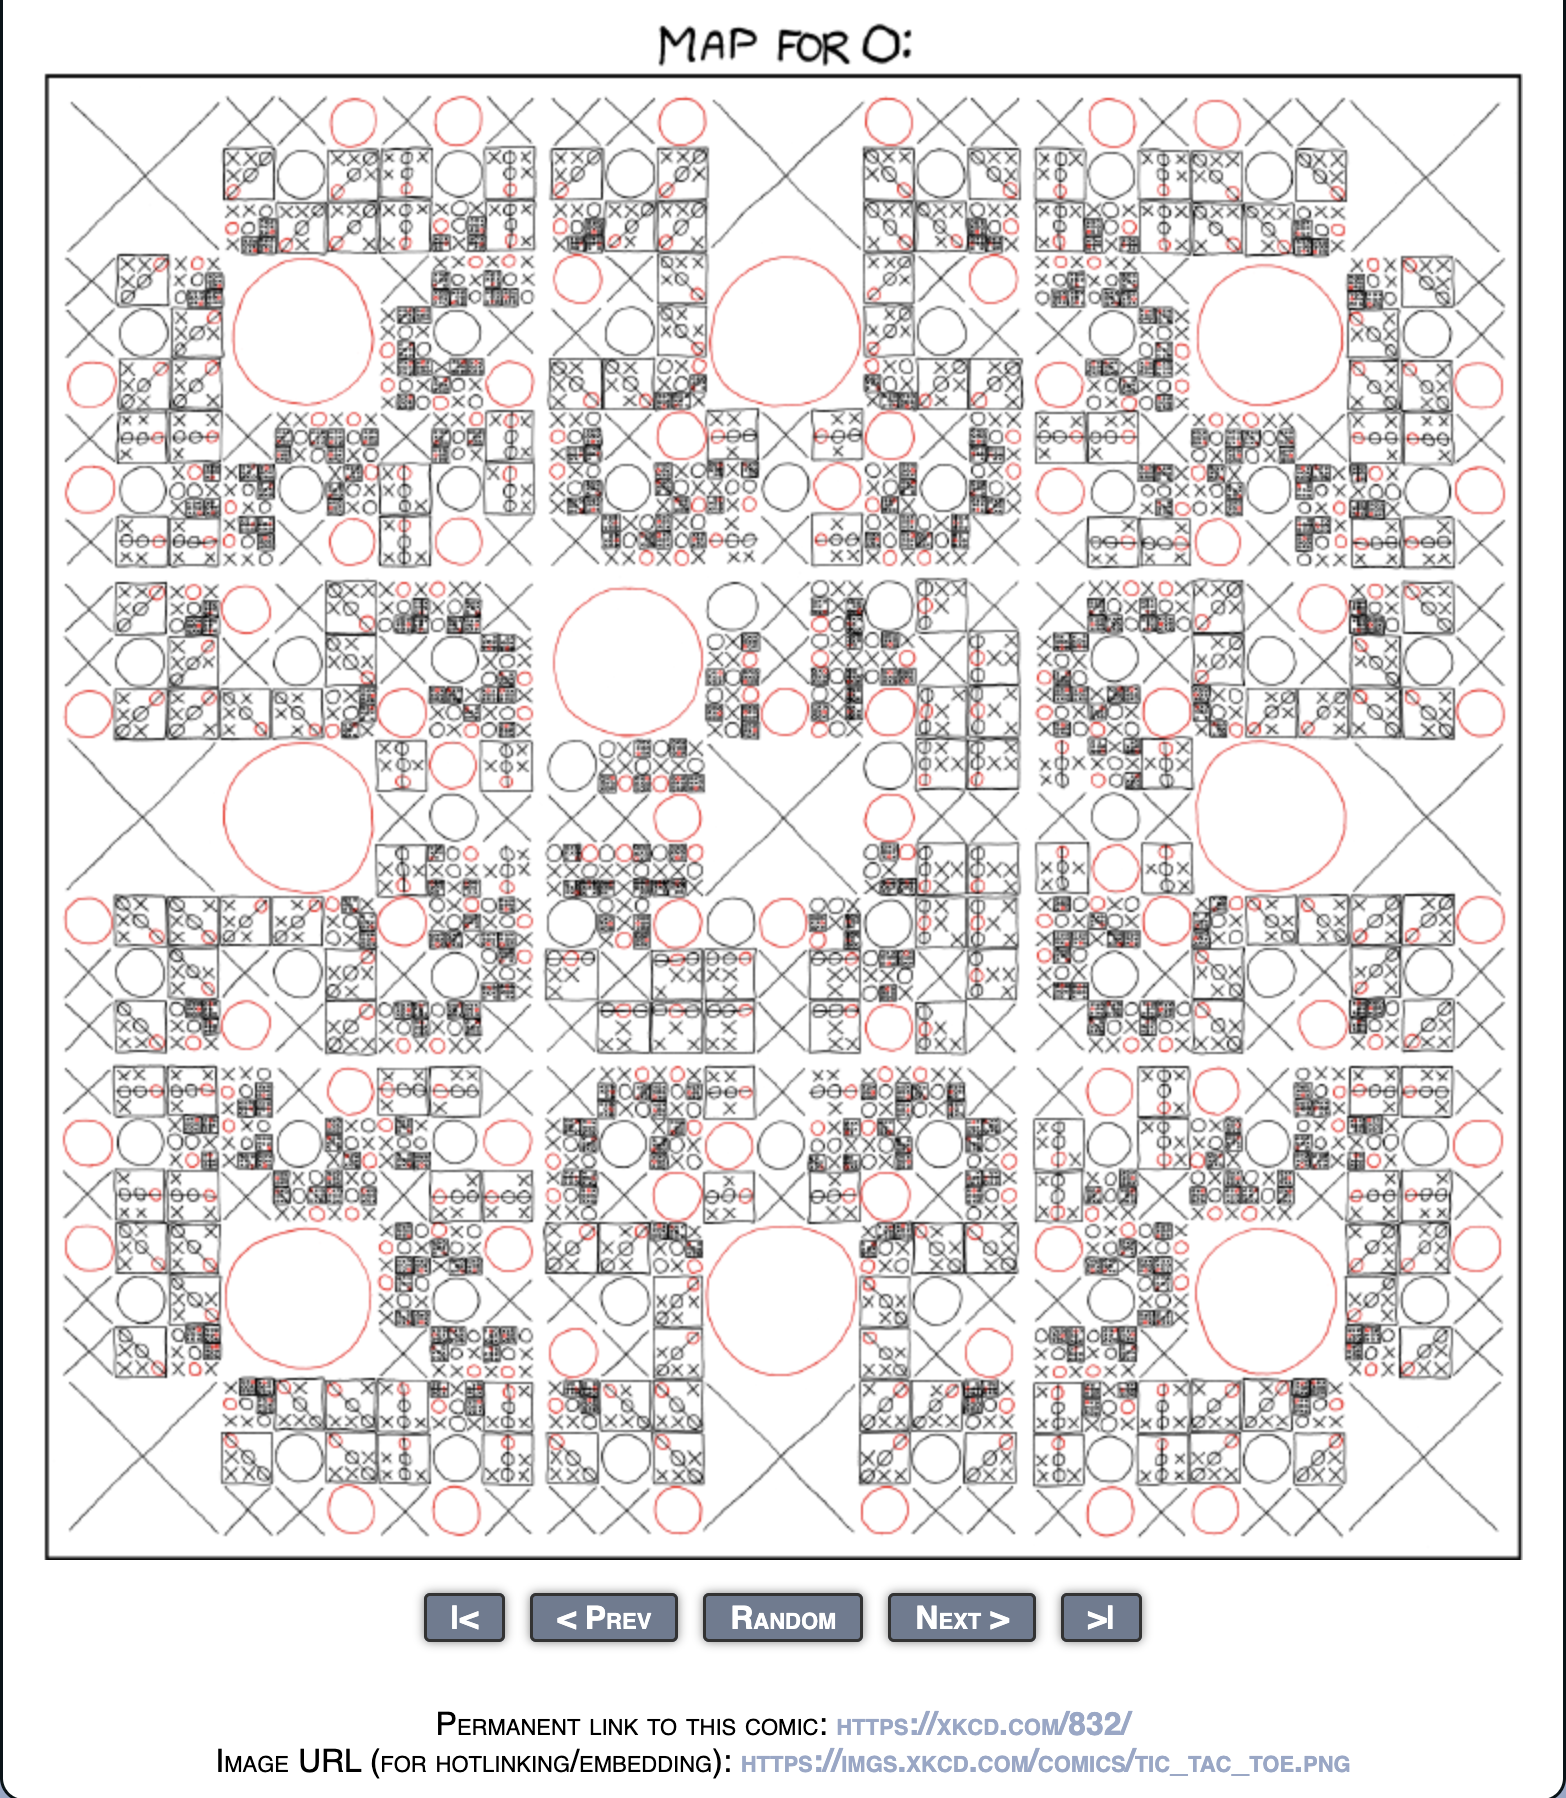 MAP FOR O:
|<
< PREV
RANDOM
NEXT >
>|
PERMANENT LINK TO THIS COMIC: HTTPS://XKCD.COM/832/
IMAGE URL (FOR HOTLINKING/EMBEDDING): HTTPS://IMGS.XKCD.COM/COMICS/TIC_TAC_TOE.PNG